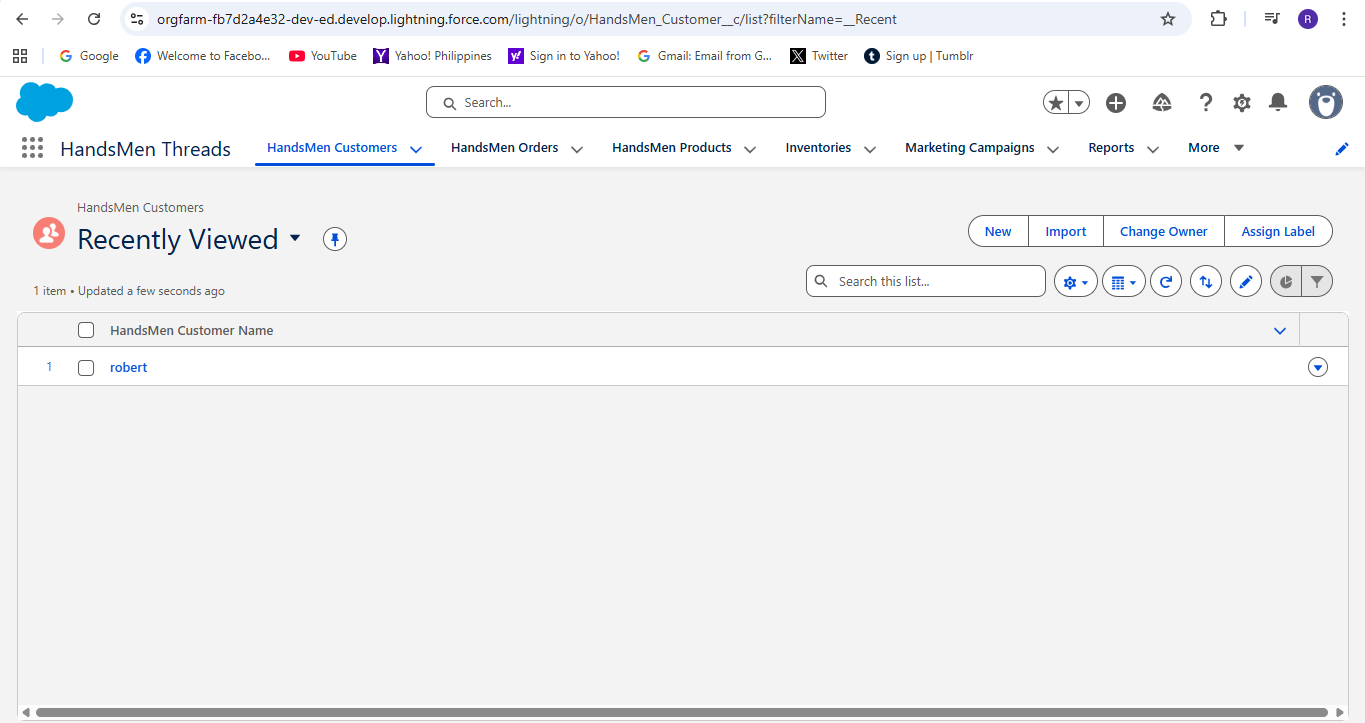 orgfarm-fb7d2a4e32-dev-ed.develop.lightning.force.com/lightning/o/HandsMen_Customer__c/list?filterName=__Recent
R
Google Welcome to Facebo... YouTube Yahoo! Philippines Sign in to Yahoo! Gmail: Email from G... Twitter Sign up | Tumblr
Search...
HandsMen Threads HandsMen Customers HandsMen Orders HandsMen Products Inventories Marketing Campaigns Reports More
HandsMen Customers
Recently Viewed
New Import Change Owner Assign Label
1 item • Updated a few seconds ago
Search this list...
HandsMen Customer Name
1 robert